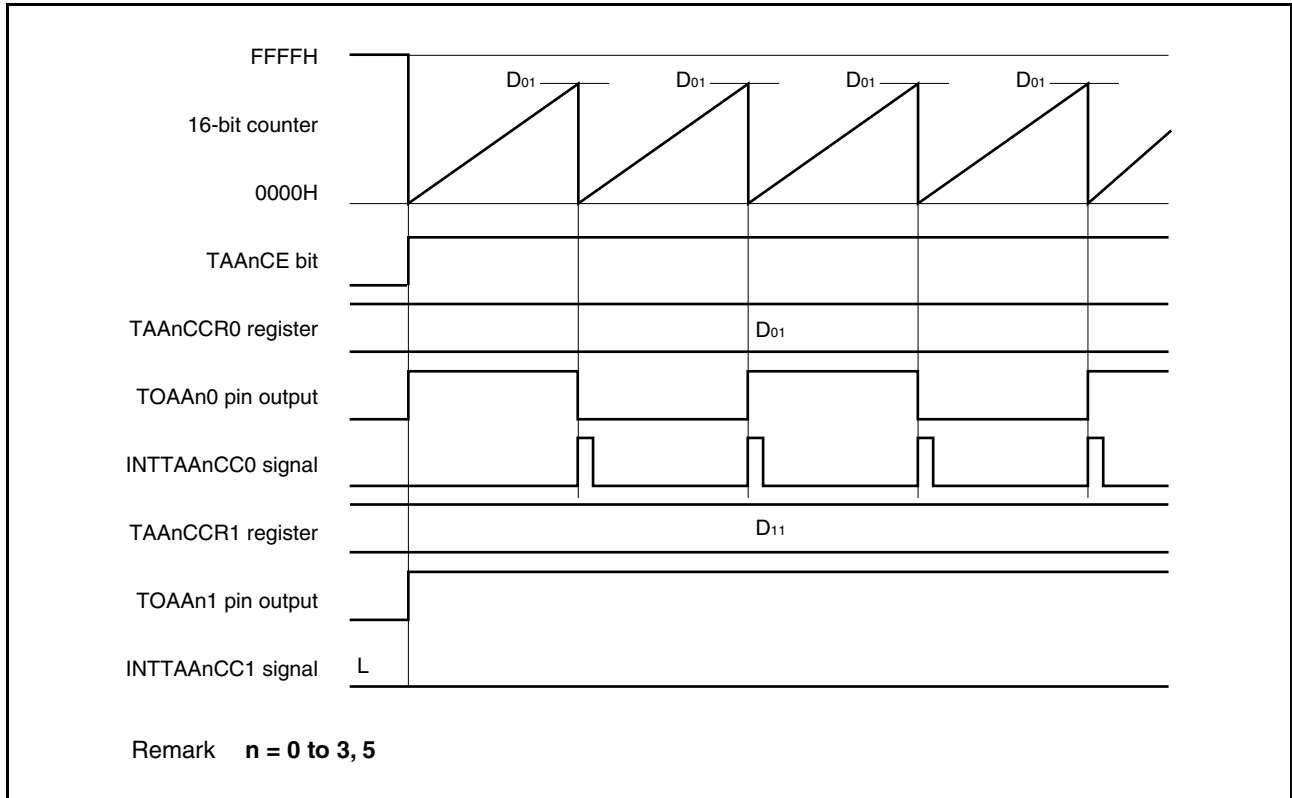 FFFFH
D01 D01 D01 D01
16-bit counter
0000H
TAAnCE bit
TAAnCCR0 register D01
TOAAn0 pin output
INTTAAnCC0 signal
TAAnCCR1 register D11
TOAAn1 pin output
INTTAAnCC1 signal L
Remark n = 0 to 3, 5